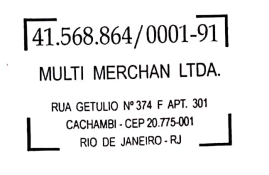 41.568.864/0001-91
MULTI MERCHAN LTDA.
RUA GETULIO Nº 374 F APT. 301
CACHAMBI - CEP 20.775-001
RIO DE JANEIRO - RJ